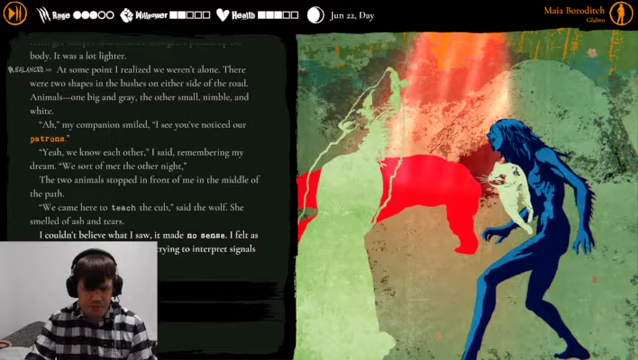 Rage
Willpower
Health
Jun 22, Day
Maia Boroditch
Glabro
body. It was a lot lighter.
At some point I realized we weren't alone. There
were two shapes in the bushes on either side of the road.
Animals—one big and gray, the other small, nimble, and
white.
"Ah," my companion smiled, "I see you've noticed our
patrons."
"Yeah, we know each other," I said, remembering my
dream. "We sort of met the other night,"
The two animals stopped in front of me in the middle of
the path.
"We came here to teach the cub," said the wolf. She
smelled of ash and tears.
I couldn't believe what I saw, it made no sense. I felt as
trying to interpret signals